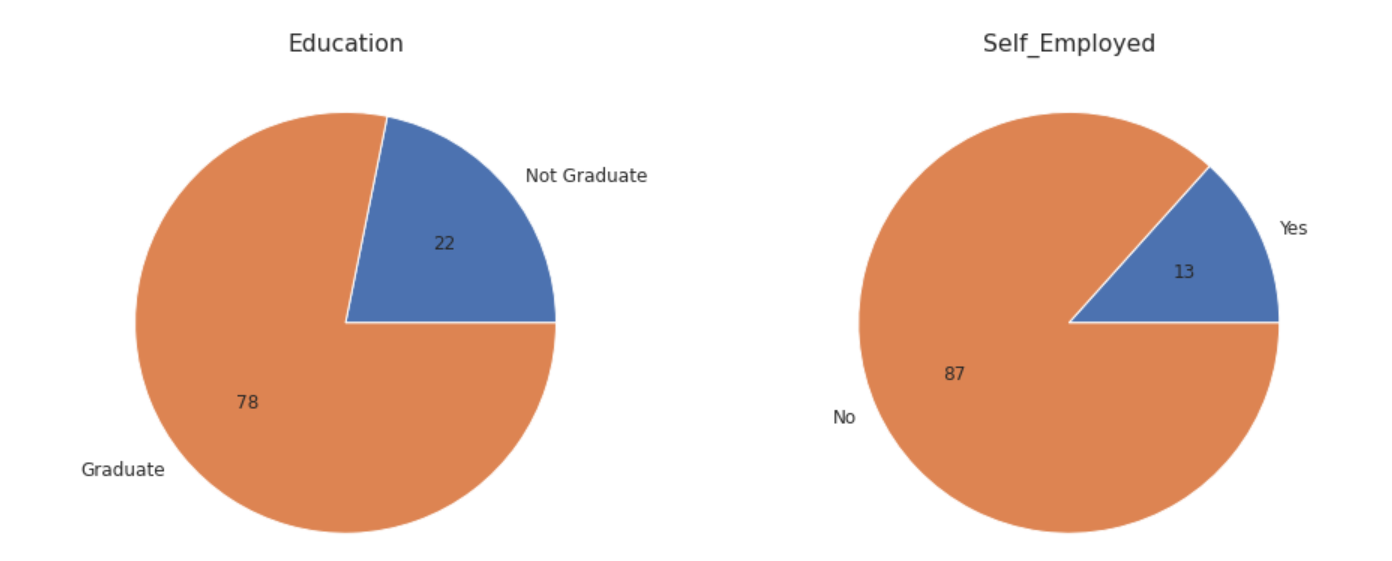 Education
Not Graduate
22
78
Graduate
Self_Employed
Yes
13
87
No